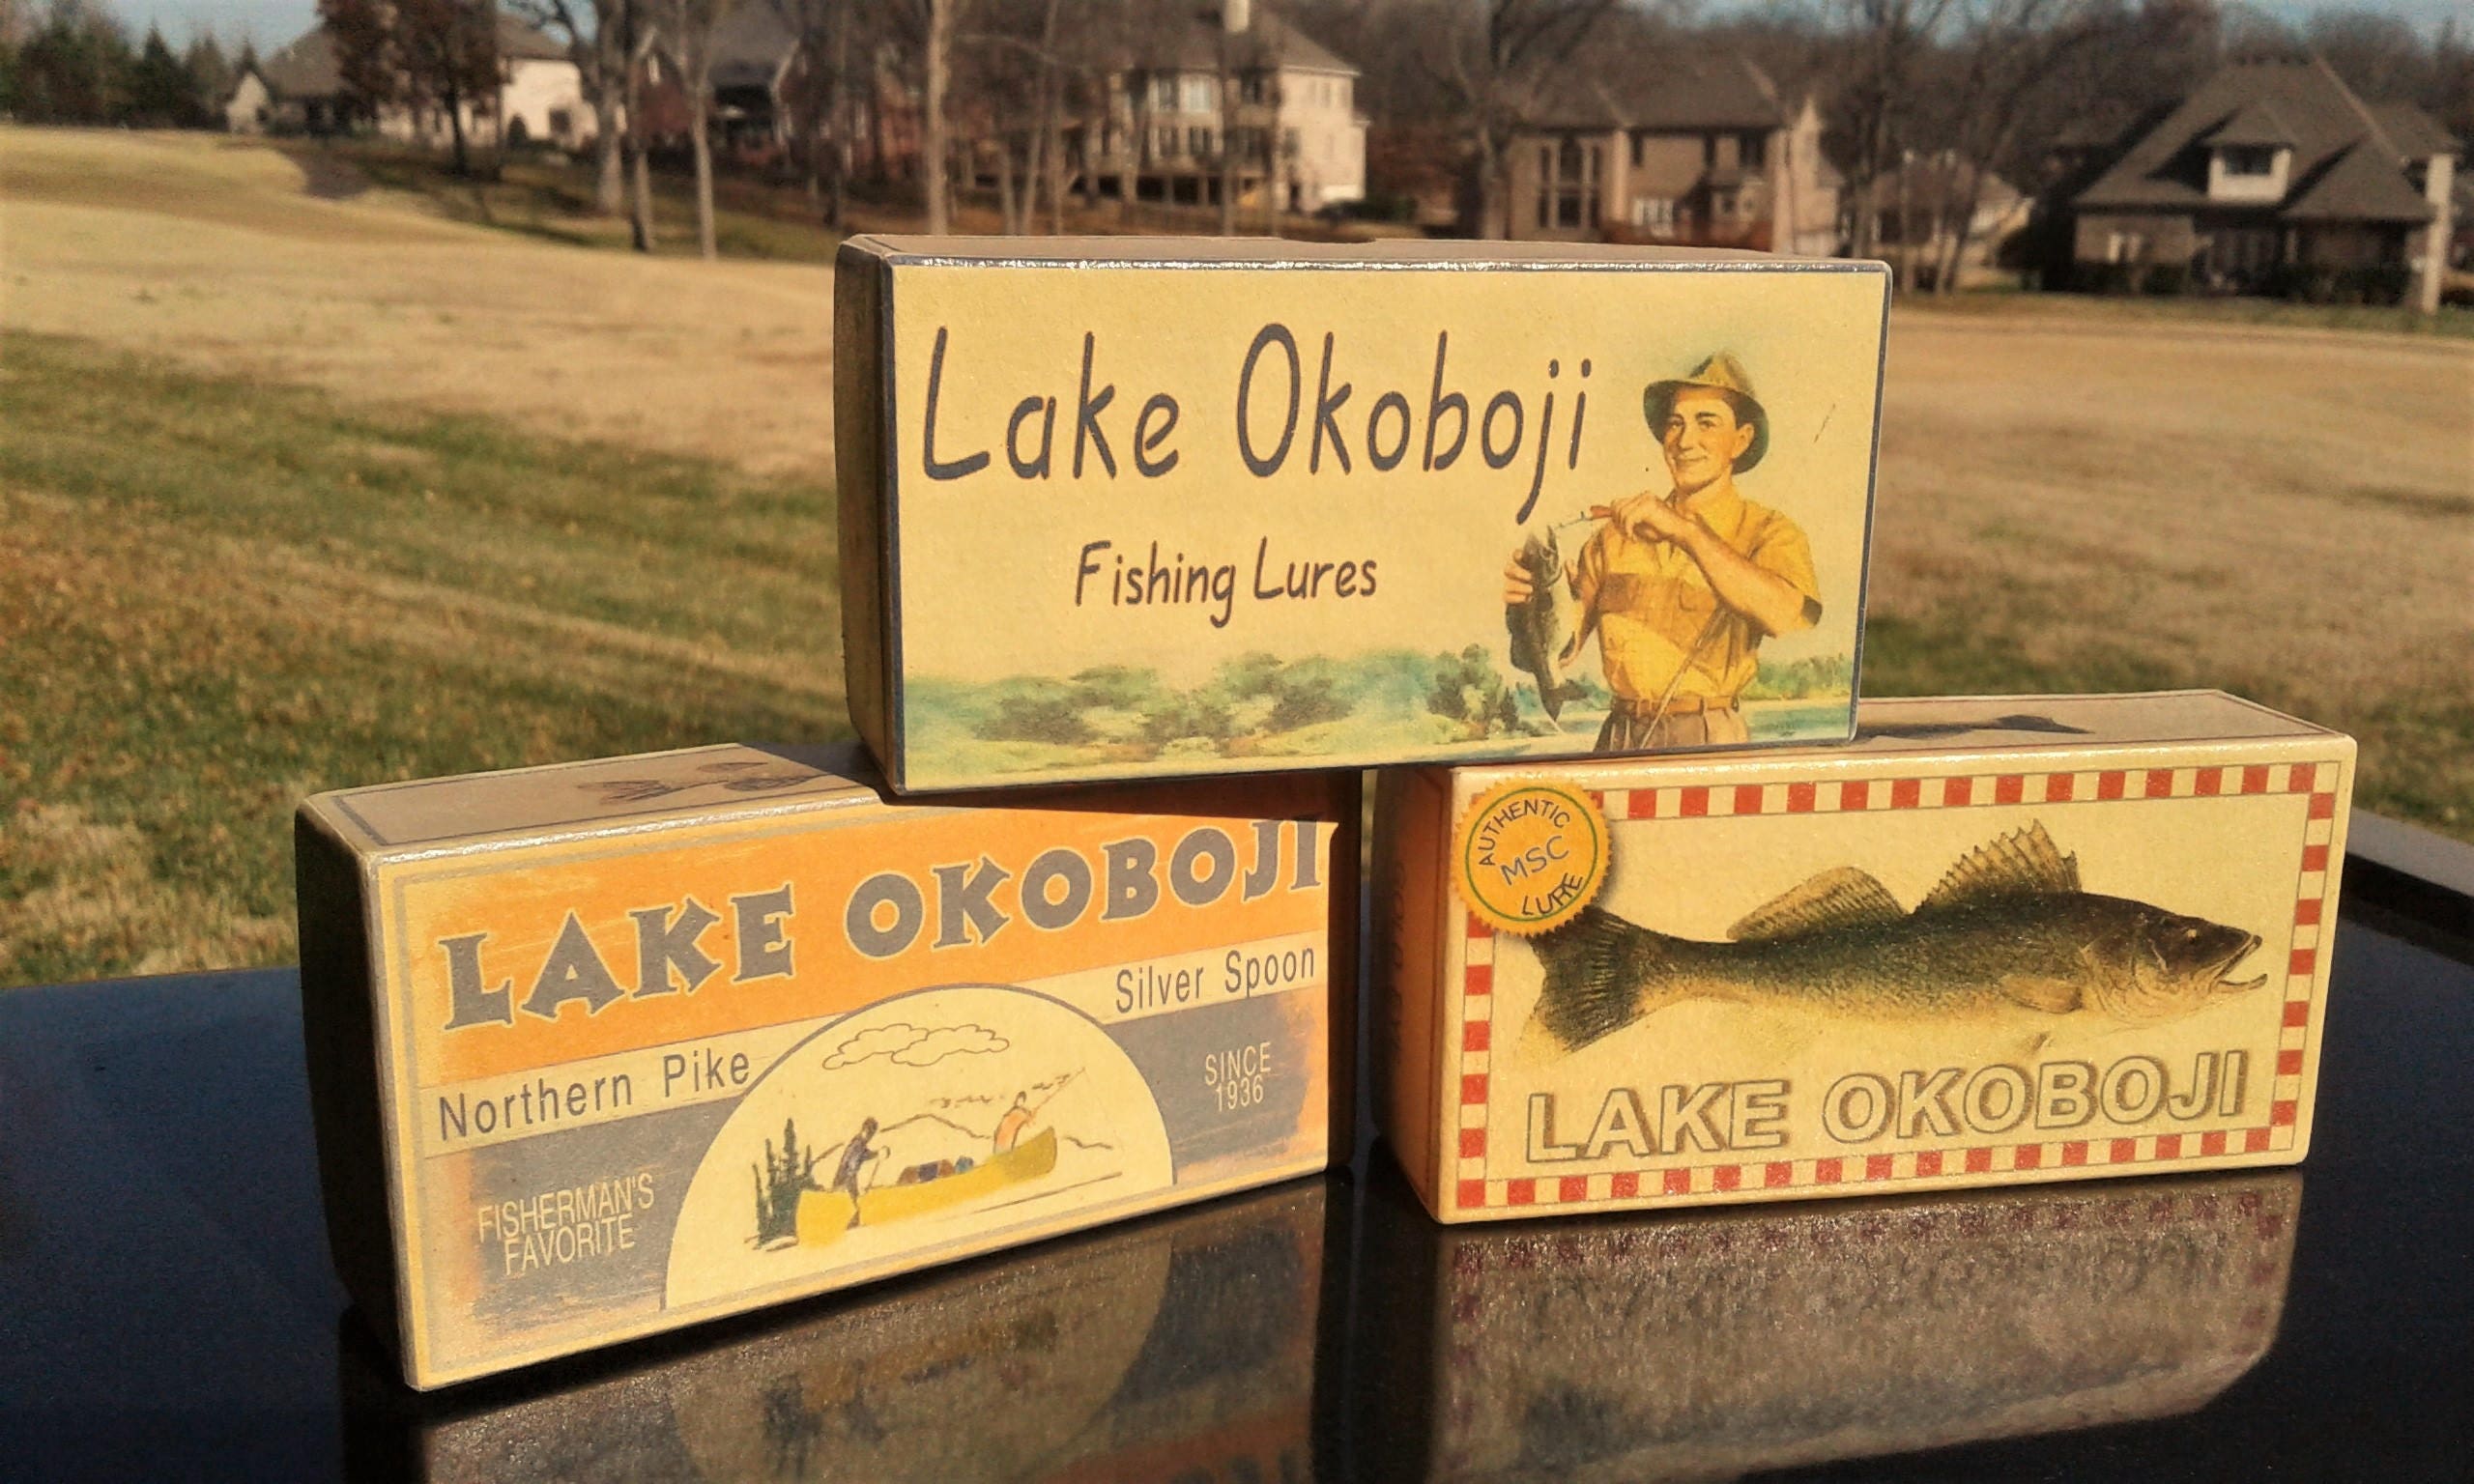 Lake Okoboji
Fishing Lures
LAKE OKOBOJI
Silver Spoon
Northern Pike
SINCE
1936
FISHERMAN'S
FAVORITE
AUTHENTIC
MSC
LURE
LAKE OKOBOJI